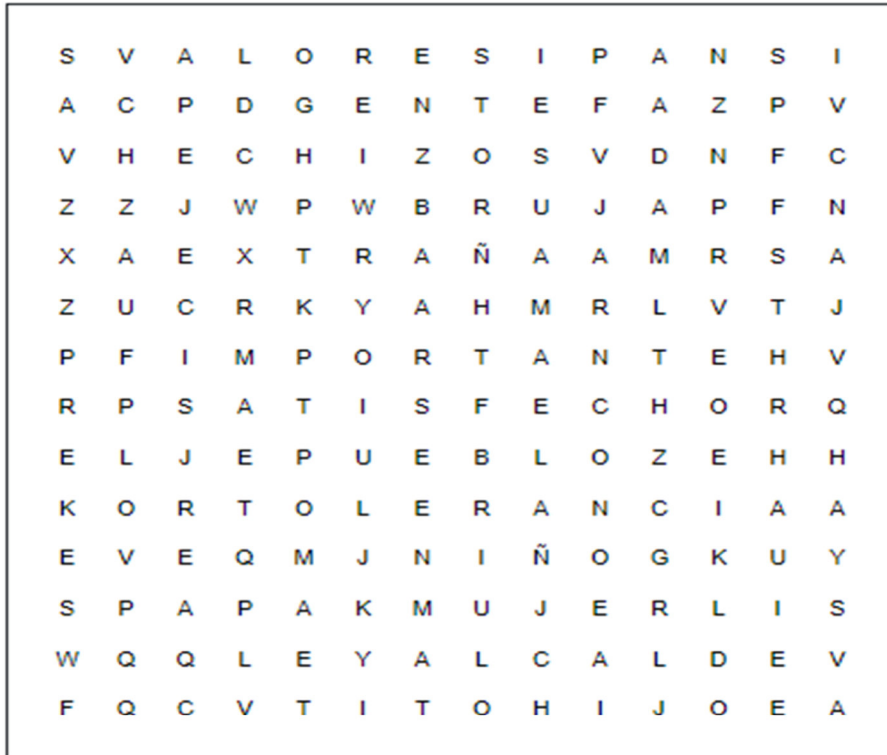 S V A L O R E S I P A N S I
A C P D G E N T E F A Z P V
V H E C H I Z O S V D N F C
Z Z J W P W B R U J A P F N
X A E X T R A Ñ A A M R S A
Z U C R K Y A H M R L V T J
P F I M P O R T A N T E H V
R P S A T I S F E C H O R Q
E L J E P U E B L O Z E H H
K O R T O L E R A N C I A A
E V E Q M J N I Ñ O G K U Y
S P A P A K M U J E R L I S
W Q Q L E Y A L C A L D E V
F Q C V T I T O H I J O E A